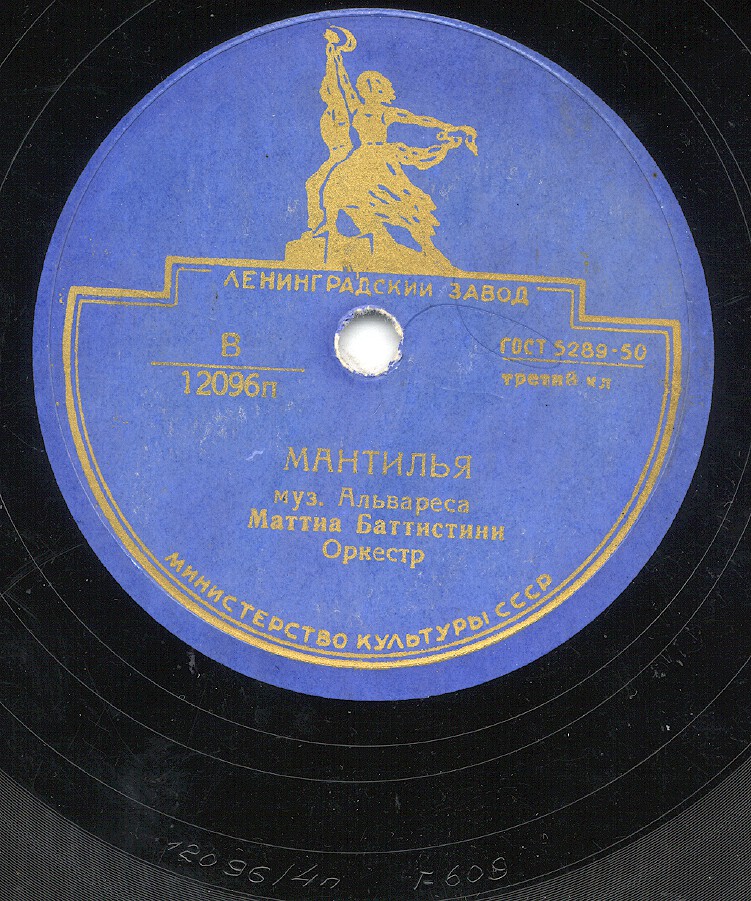 ЛЕНИНГРАДСКИЙ ЗАВОД
В
12096п
ГОСТ 5289-50
третий кл
МАНТИЛЬЯ
муз. Альвареса
Маттиа Баттистини
Оркестр
МИНИСТЕРСТВО КУЛЬТУРЫ СССР
12096/4п Г-609